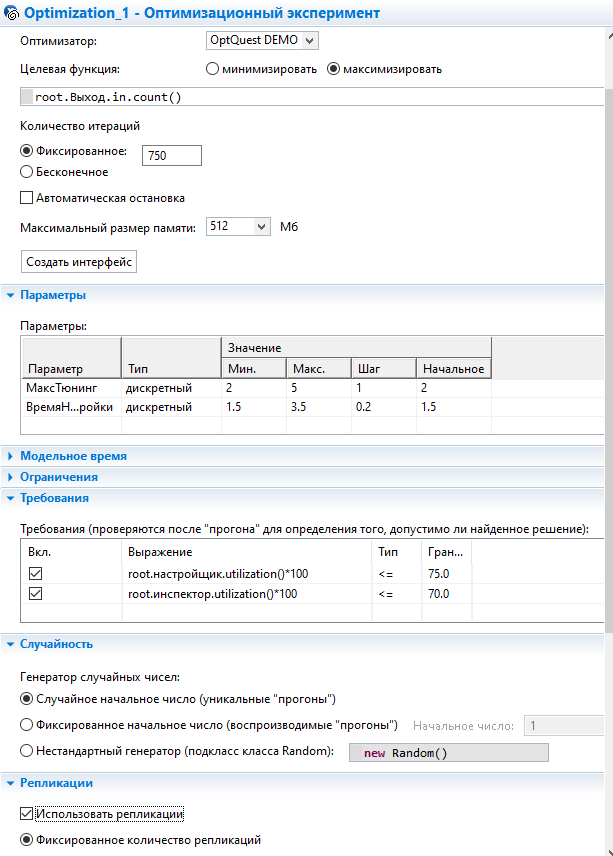 Optimization_1 - Оптимизационный эксперимент
Оптимизатор: OptQuest DEMO
Целевая функция: минимизировать максимизировать
root.Выход.in.count()
Количество итераций
Фиксированное: 750
Бесконечное
Автоматическая остановка
Максимальный размер памяти: 512 Мб
Создать интерфейс
Параметры
Параметры:
Значение
Параметр Тип Мин. Макс. Шаг Начальное
МаксТюнинг дискретный 2 5 1 2
ВремяН...ройки дискретный 1.5 3.5 0.2 1.5
Модельное время
Ограничения
Требования
Требования (проверяются после "прогона" для определения того, допустимо ли найденное решение):
Вкл. Выражение Тип Гран...
root.настройщик.utilization()*100 <= 75.0
root.инспектор.utilization()*100 <= 70.0
Случайность
Генератор случайных чисел:
Случайное начальное число (уникальные "прогоны")
Фиксированное начальное число (воспроизводимые "прогоны") Начальное число: 1
Нестандартный генератор (подкласс класса Random): new Random()
Репликации
Использовать репликации
Фиксированное количество репликаций